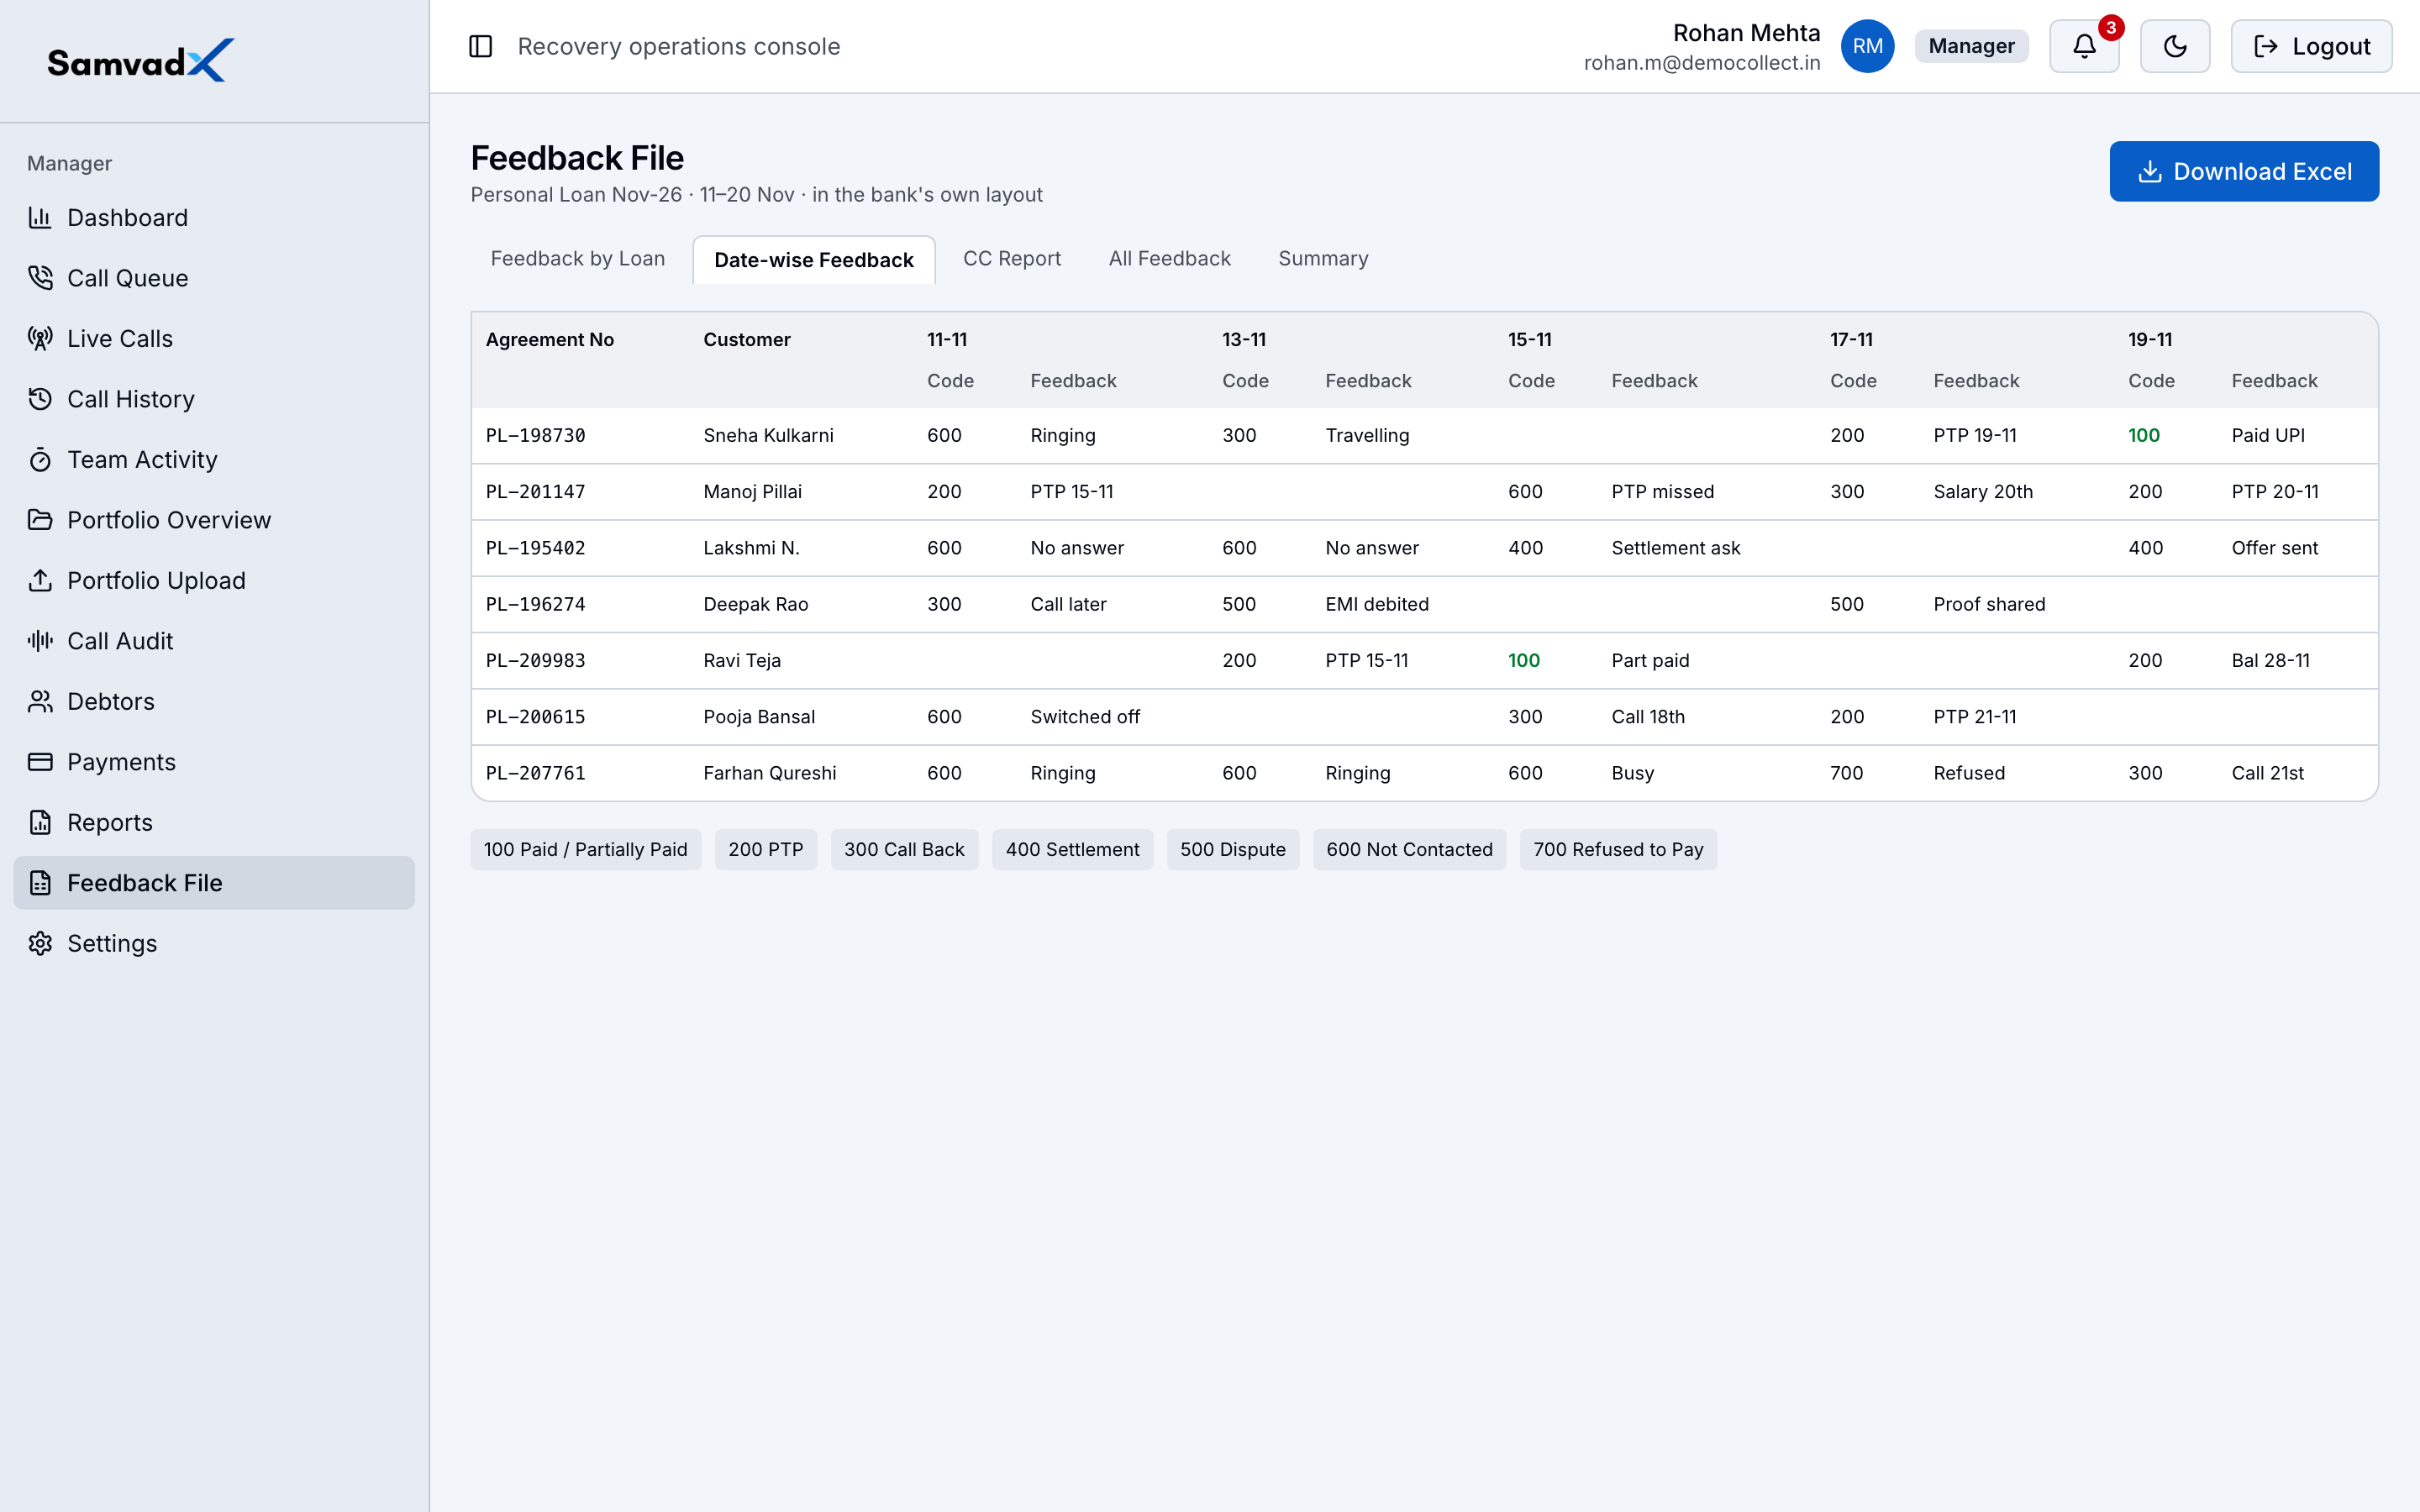 SamvadX
Recovery operations console
Rohan Mehta
rohan.m@democollect.in
RM
Manager
3
Logout
Manager
Dashboard
Call Queue
Live Calls
Call History
Team Activity
Portfolio Overview
Portfolio Upload
Call Audit
Debtors
Payments
Reports
Feedback File
Settings
Feedback File
Personal Loan Nov-26 · 11–20 Nov · in the bank's own layout
Download Excel
Feedback by Loan Date-wise Feedback CC Report All Feedback Summary
Agreement No Customer 11-11 13-11 15-11 17-11 19-11
Code Feedback Code Feedback Code Feedback Code Feedback Code Feedback
PL-198730 Sneha Kulkarni 600 Ringing 300 Travelling 200 PTP 19-11 100 Paid UPI
PL-201147 Manoj Pillai 200 PTP 15-11 600 PTP missed 300 Salary 20th 200 PTP 20-11
PL-195402 Lakshmi N. 600 No answer 600 No answer 400 Settlement ask 400 Offer sent
PL-196274 Deepak Rao 300 Call later 500 EMI debited 500 Proof shared
PL-209983 Ravi Teja 200 PTP 15-11 100 Part paid 200 Bal 28-11
PL-200615 Pooja Bansal 600 Switched off 300 Call 18th 200 PTP 21-11
PL-207761 Farhan Qureshi 600 Ringing 600 Ringing 600 Busy 700 Refused 300 Call 21st
100 Paid / Partially Paid 200 PTP 300 Call Back 400 Settlement 500 Dispute 600 Not Contacted 700 Refused to Pay